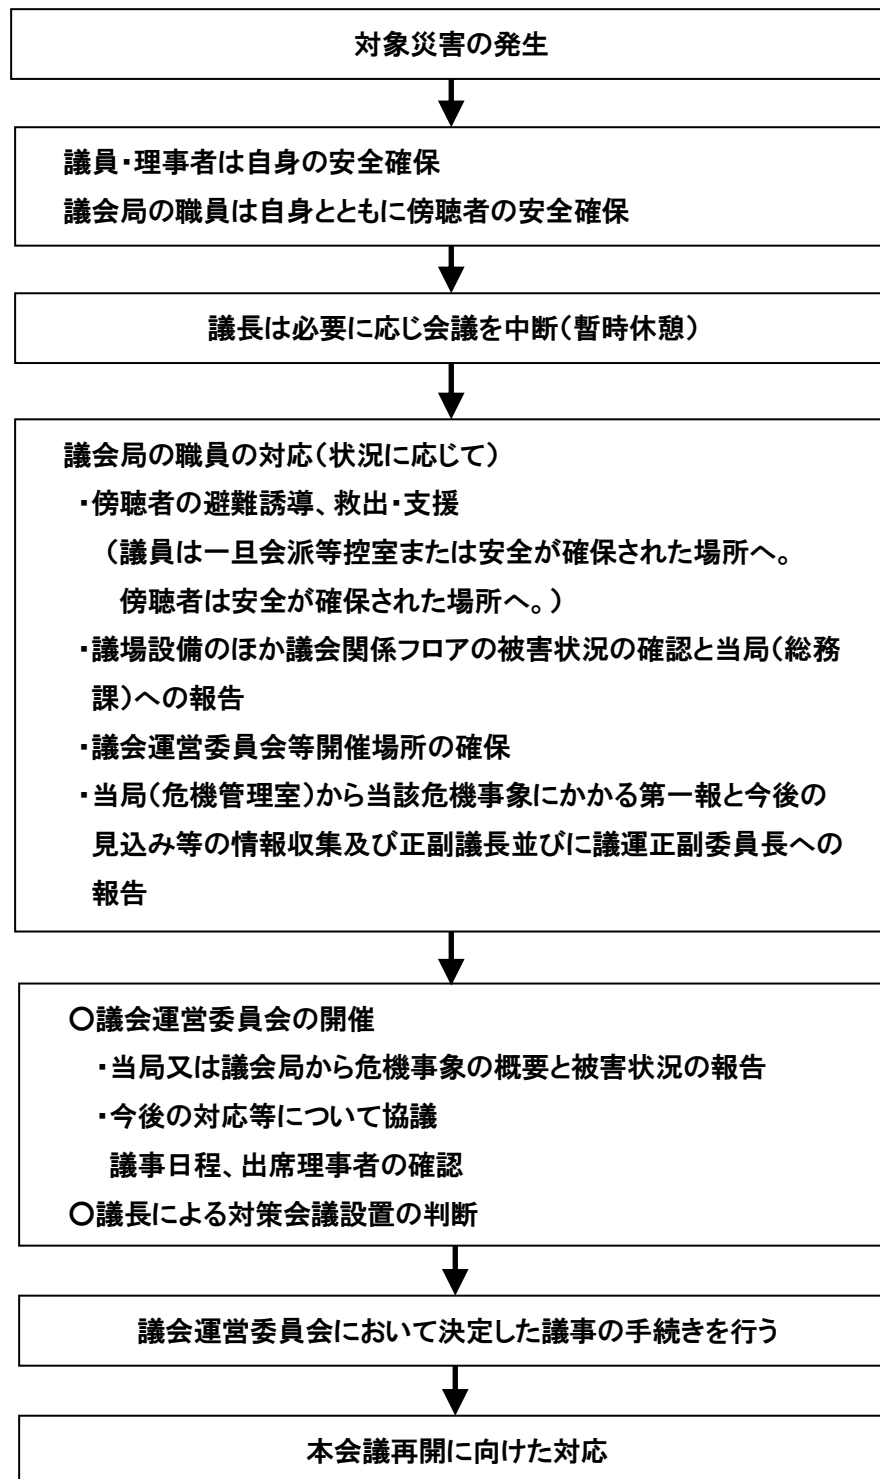 対象災害の発生
議員・理事者は自身の安全確保
議会局の職員は自身とともに傍聴者の安全確保
議長は必要に応じ会議を中断（暫時休憩）
議会局の職員の対応（状況に応じて）
・傍聴者の避難誘導、救出・支援
（議員は一旦会派等控室または安全が確保された場所へ。
傍聴者は安全が確保された場所へ。）
・議場設備のほか議会関係フロアの被害状況の確認と当局（総務
課）への報告
・議会運営委員会等開催場所の確保
・当局（危機管理室）から当該危機事象にかかる第一報と今後の
見込み等の情報収集及び正副議長並びに議運正副委員長への
報告
○議会運営委員会の開催
・当局又は議会局から危機事象の概要と被害状況の報告
・今後の対応等について協議
議事日程、出席理事者の確認
○議長による対策会議設置の判断
議会運営委員会において決定した議事の手続きを行う
本会議再開に向けた対応